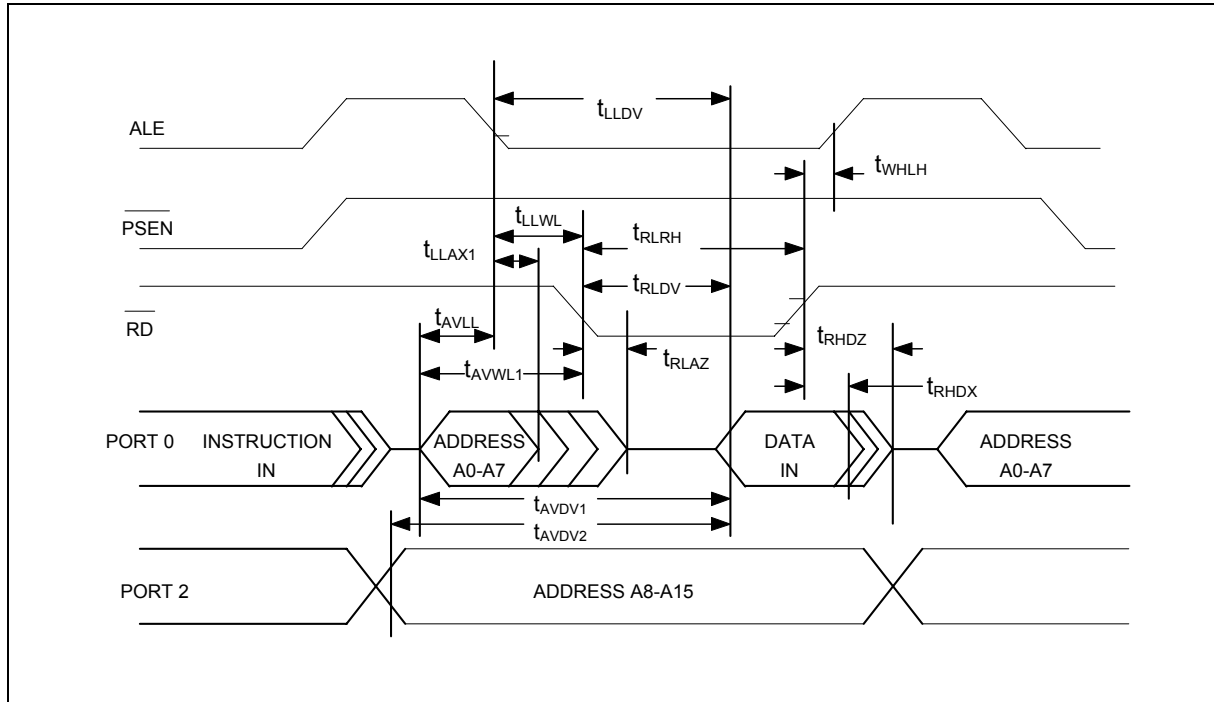 ALE
tLLDV
tWHLH
PSEN
tLLWL
tRLRH
tLLAX1
tRLDV
RD
tAVLL
tRHDZ
tRLAZ
tAVWL1
tRHDX
PORT 0
INSTRUCTION
IN
ADDRESS
A0-A7
DATA
IN
ADDRESS
A0-A7
tAVDV1
tAVDV2
PORT 2
ADDRESS A8-A15